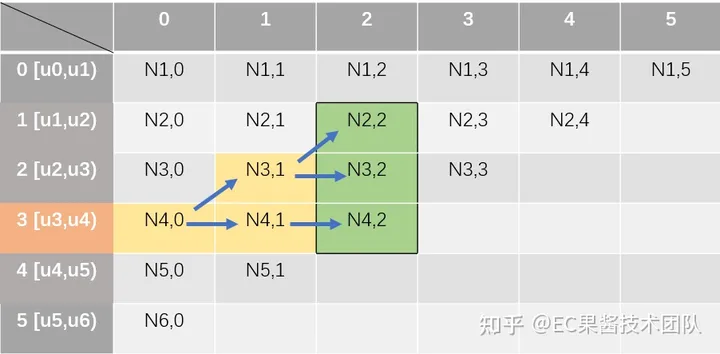 0 1 2 3 4 5
0 [u0,u1) N1,0 N1,1 N1,2 N1,3 N1,4 N1,5
1 [u1,u2) N2,0 N2,1 N2,2 N2,3 N2,4
2 [u2,u3) N3,0 N3,1 N3,2 N3,3
3 [u3,u4) N4,0 N4,1 N4,2
4 [u4,u5) N5,0 N5,1
5 [u5,u6) N6,0
知乎 @EC果酱技术团队